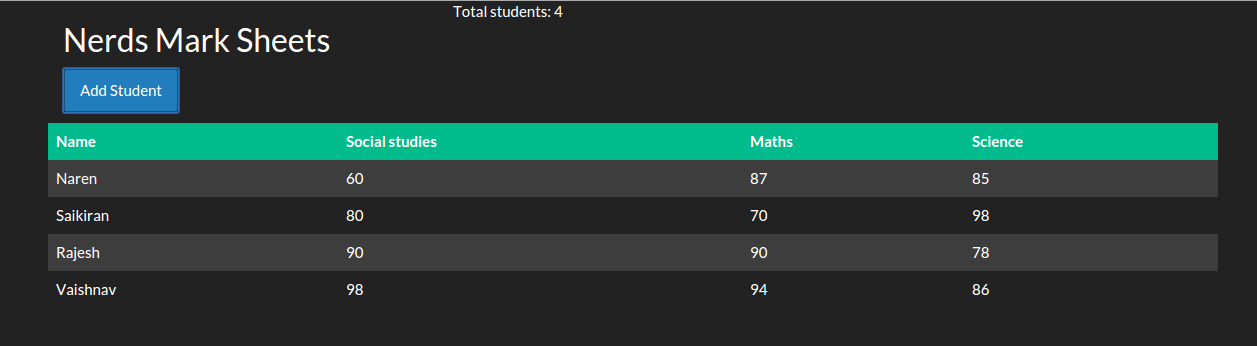 Total students: 4
Nerds Mark Sheets
Add Student
Name Social studies Maths Science
Naren 60 87 85
Saikiran 80 70 98
Rajesh 90 90 78
Vaishnav 98 94 86